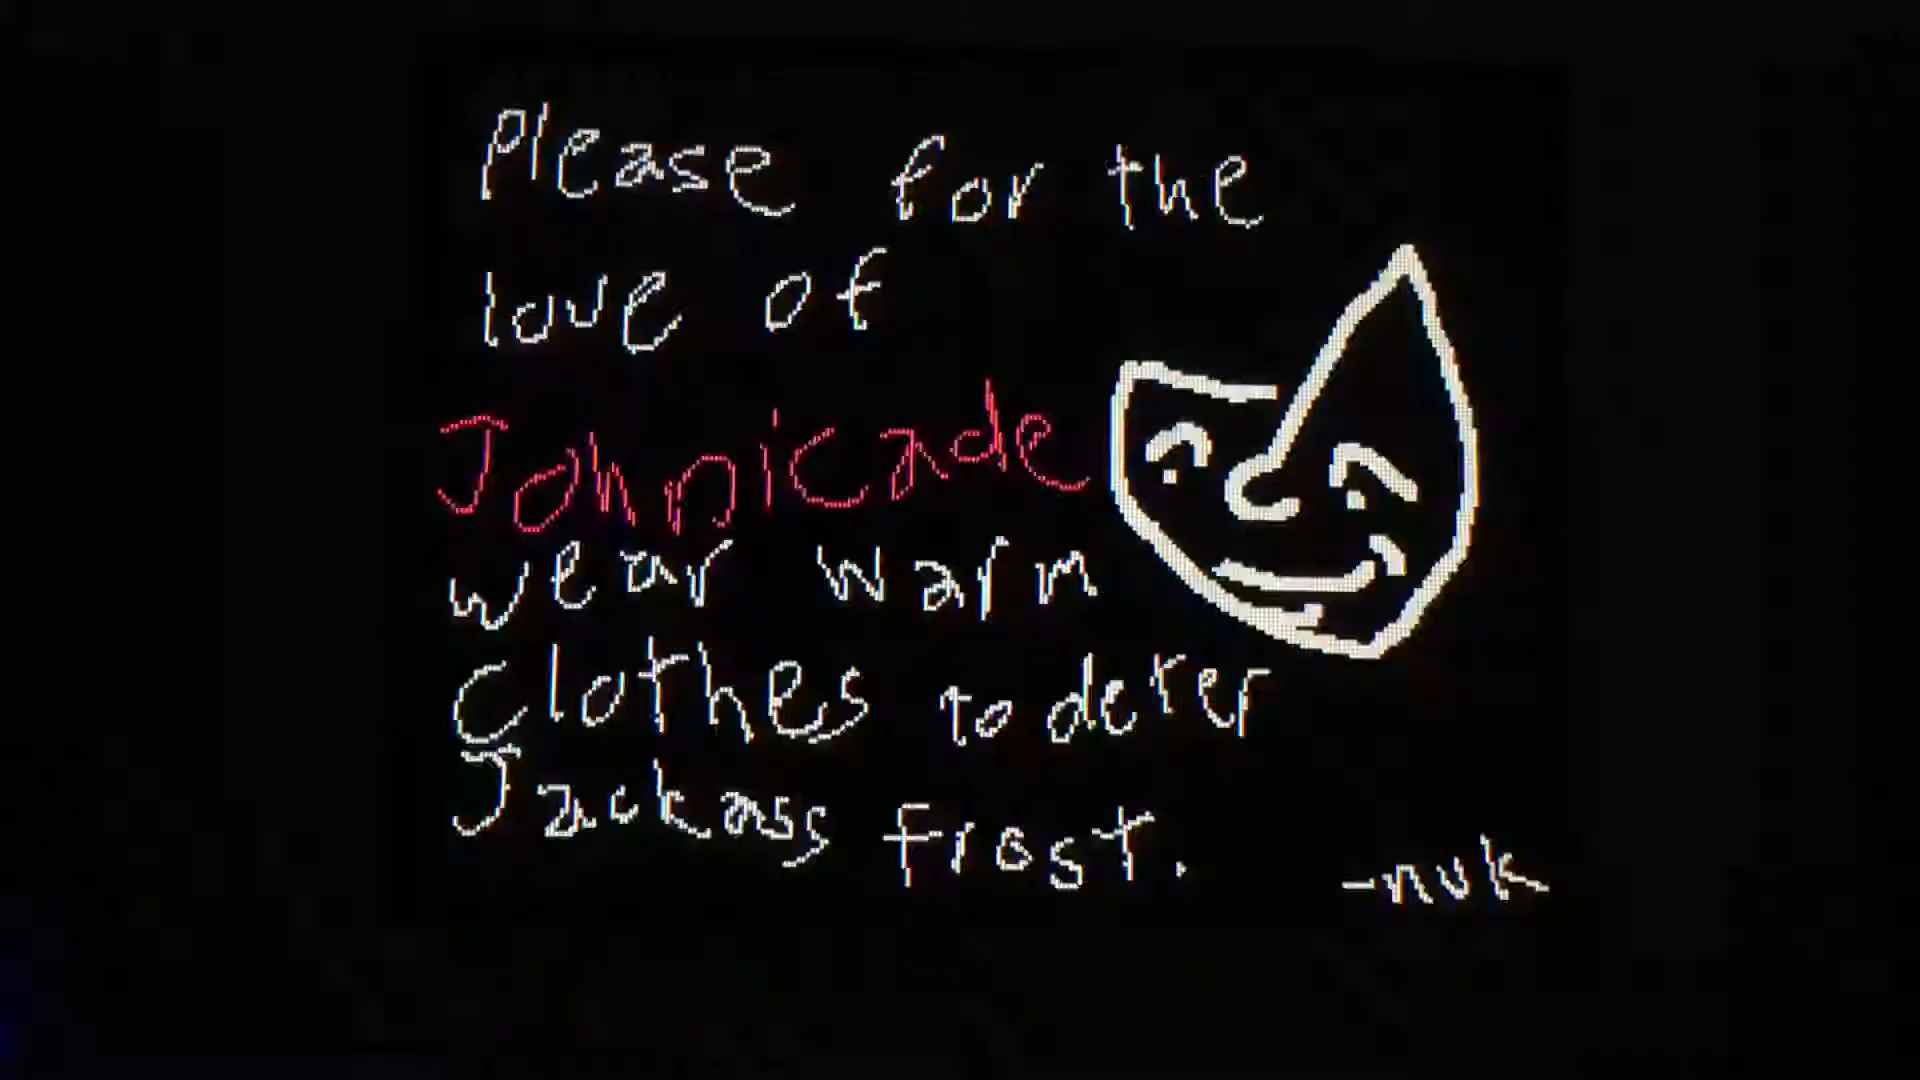 Please for the
love of
Johnicade
wear warm
clothes to deter
Jackass Frost.
-nuk